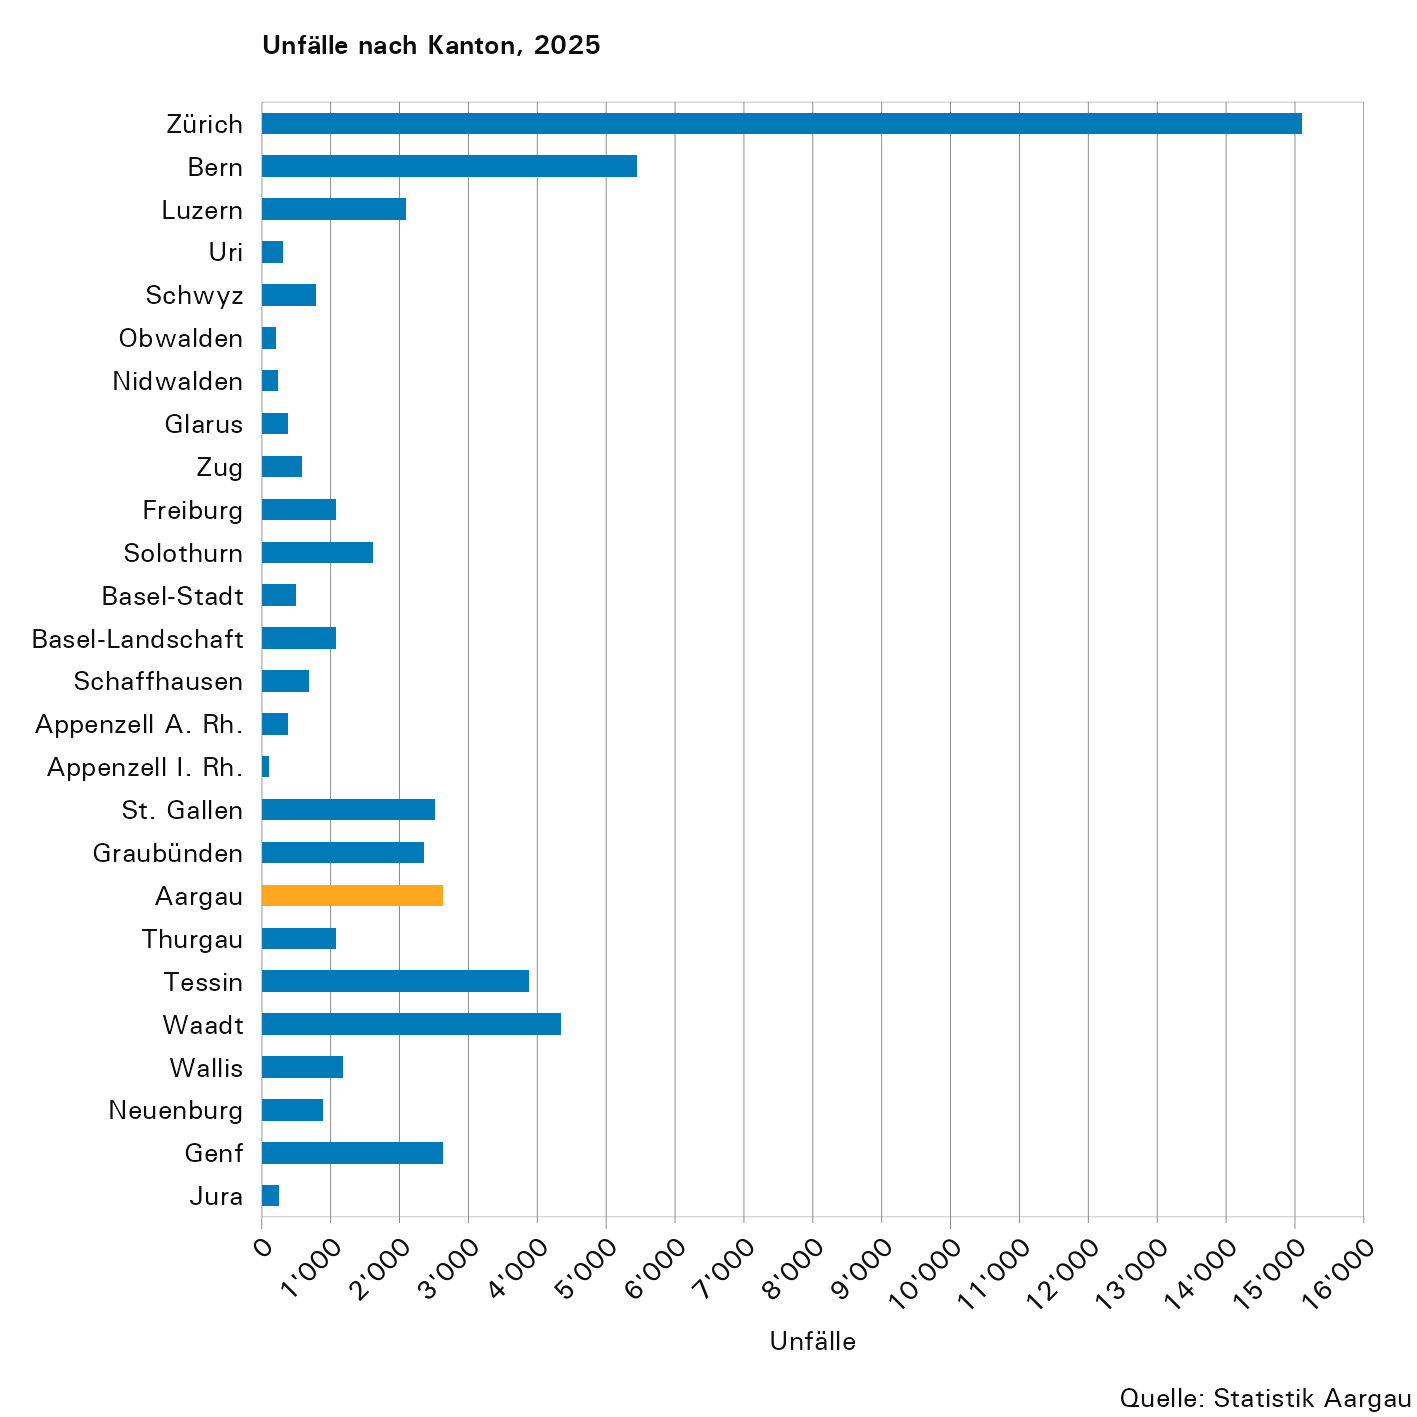 Unfälle nach Kanton, 2025
Zürich
Bern
Luzern
Uri
Schwyz
Obwalden
Nidwalden
Glarus
Zug
Freiburg
Solothurn
Basel-Stadt
Basel-Landschaft
Schaffhausen
Appenzell A. Rh.
Appenzell I. Rh.
St. Gallen
Graubünden
Aargau
Thurgau
Tessin
Waadt
Wallis
Neuenburg
Genf
Jura
0 1'000 2'000 3'000 4'000 5'000 6'000 7'000 8'000 9'000 10'000 11'000 12'000 13'000 14'000 15'000 16'000
Unfälle
Quelle: Statistik Aargau